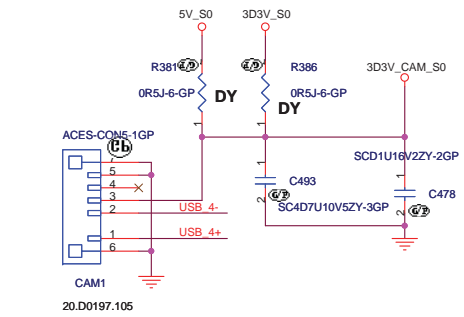 5V_S0 3D3V_S0
R381 R386 3D3V_CAM_S0
2 2
0R5J-6-GP DY 0R5J-6-GP DY
1 1
ACES-CON5-1GP
SCD1U16V2ZY-2GP
7
5
4
3
2 USB_4-
1 USB_4+
6
1 C493 1 C478
2 SC4D7U10V5ZY-3GP 2
CAM1
20.D0197.105